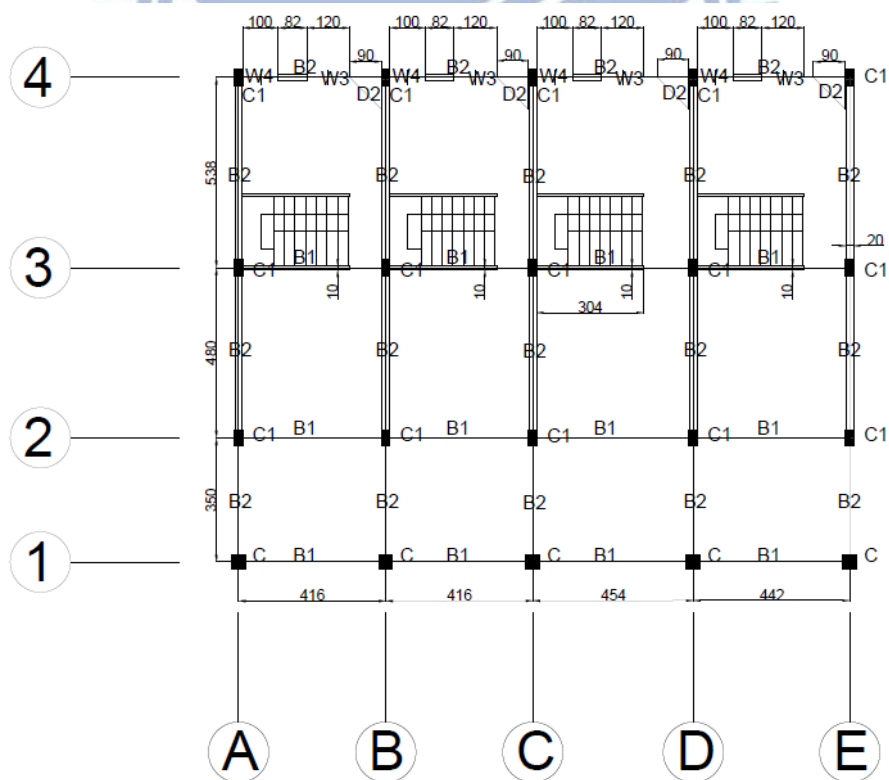 100 82 120 100 82 120 100 82 120 100 82 120
90 90 90 90
4 W4 B2 W3 W4 B2 W3 W4 B2 W3 W4 B2 W3 C1
C1 D2 C1 D2 C1 D2 C1 D2
538 B2 B2 B2 B2 B2
20
B1 B1 B1 B1
3 C1 C1 C1 C1 C1
10 10 10 10
304
480 B2 B2 B2 B2 B2
2 C1 B1 C1 B1 C1 B1 C1 B1 C1
350 B2 B2 B2 B2 B2
1 C B1 C B1 C B1 C B1 C
416 416 454 442
A B C D E